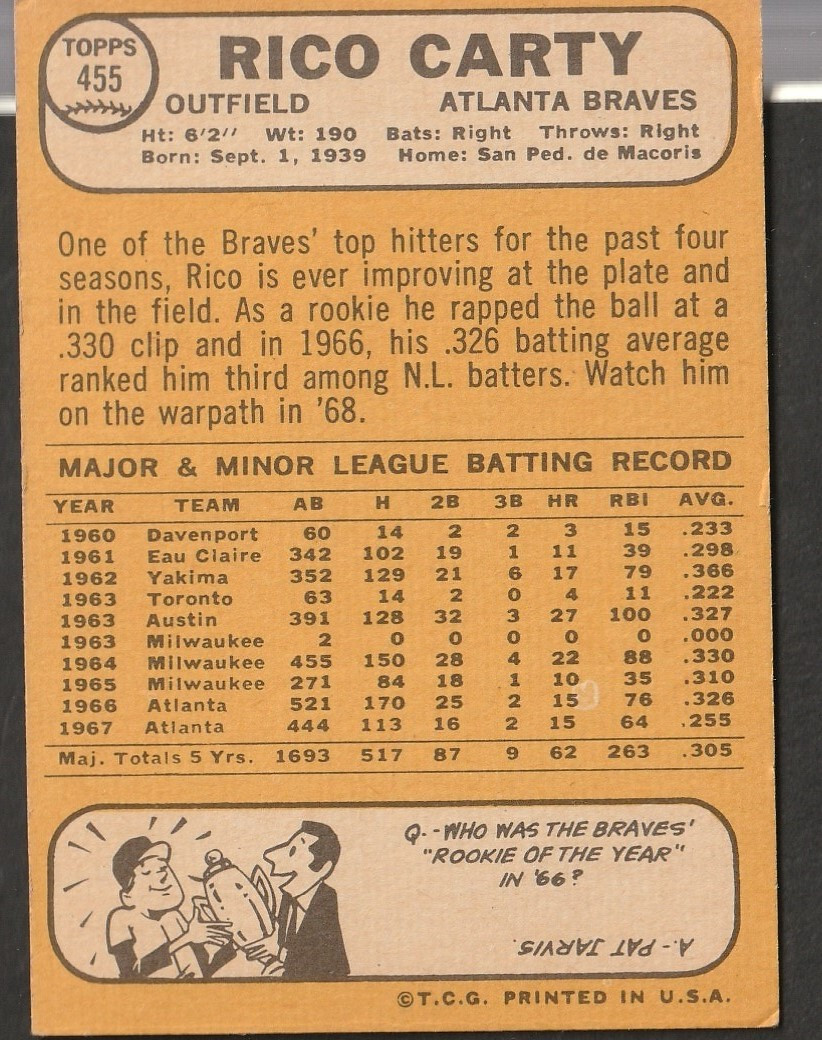 TOPPS
455
RICO CARTY
OUTFIELD ATLANTA BRAVES
Ht: 6'2" Wt: 190 Bats: Right Throws: Right
Born: Sept. 1, 1939 Home: San Ped. de Macoris
One of the Braves' top hitters for the past four
seasons, Rico is ever improving at the plate and
in the field. As a rookie he rapped the ball at a
.330 clip and in 1966, his .326 batting average
ranked him third among N.L. batters. Watch him
on the warpath in '68.
MAJOR & MINOR LEAGUE BATTING RECORD
YEAR TEAM AB H 2B 3B HR RBI AVG.
1960 Davenport 60 14 2 2 3 15 .233
1961 Eau Claire 342 102 19 1 11 39 .298
1962 Yakima 352 129 21 6 17 79 .366
1963 Toronto 63 14 2 0 4 11 .222
1963 Austin 391 128 32 3 27 100 .327
1963 Milwaukee 2 0 0 0 0 0 .000
1964 Milwaukee 455 150 28 4 22 88 .330
1965 Milwaukee 271 84 18 1 10 35 .310
1966 Atlanta 521 170 25 2 15 76 .326
1967 Atlanta 444 113 16 2 15 64 .255
Maj. Totals 5 Yrs. 1693 517 87 9 62 263 .305
Q.-WHO WAS THE BRAVES'
"ROOKIE OF THE YEAR"
IN '66?
A.-PAT JARVIS.
©T.C.G. PRINTED IN U.S.A.